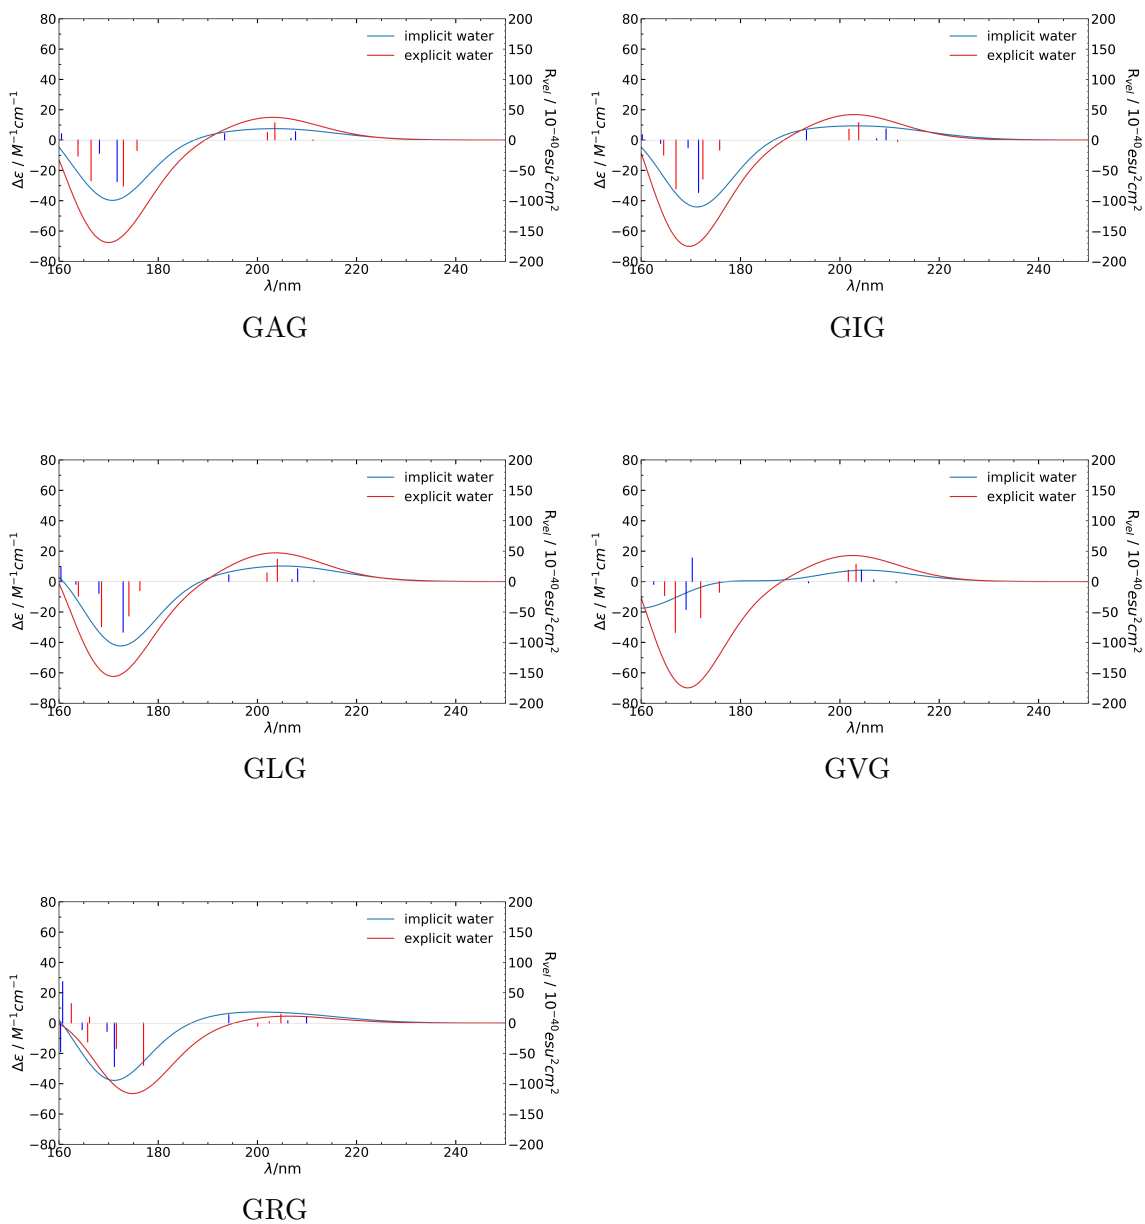 80
60
40
20
0
−20
−40
−60
−80
Δε / M⁻¹cm⁻¹
200
150
100
50
0
−50
−100
−150
−200
R_vel / 10⁻⁴⁰esu²cm²
implicit water
explicit water
160 180 200 220 240
λ/nm
GAG
80
60
40
20
0
−20
−40
−60
−80
Δε / M⁻¹cm⁻¹
200
150
100
50
0
−50
−100
−150
−200
R_vel / 10⁻⁴⁰esu²cm²
implicit water
explicit water
160 180 200 220 240
λ/nm
GIG
80
60
40
20
0
−20
−40
−60
−80
Δε / M⁻¹cm⁻¹
200
150
100
50
0
−50
−100
−150
−200
R_vel / 10⁻⁴⁰esu²cm²
implicit water
explicit water
160 180 200 220 240
λ/nm
GLG
80
60
40
20
0
−20
−40
−60
−80
Δε / M⁻¹cm⁻¹
200
150
100
50
0
−50
−100
−150
−200
R_vel / 10⁻⁴⁰esu²cm²
implicit water
explicit water
160 180 200 220 240
λ/nm
GVG
80
60
40
20
0
−20
−40
−60
−80
Δε / M⁻¹cm⁻¹
200
150
100
50
0
−50
−100
−150
−200
R_vel / 10⁻⁴⁰esu²cm²
implicit water
explicit water
160 180 200 220 240
λ/nm
GRG